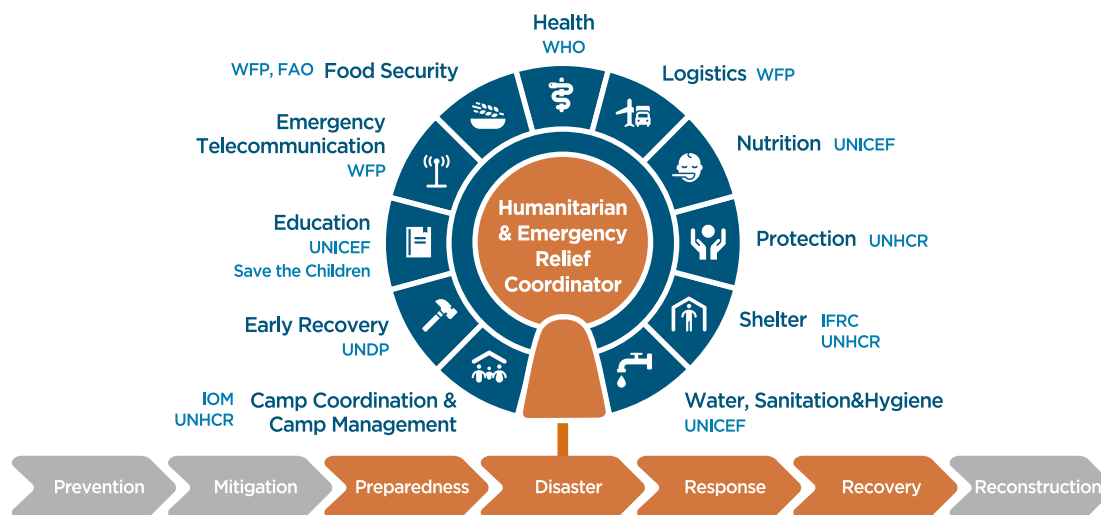 Health
WHO
WFP, FAO Food Security
Logistics WFP
Emergency
Telecommunication
WFP
Nutrition UNICEF
Humanitarian
& Emergency
Relief
Coordinator
Education
UNICEF
Save the Children
Protection UNHCR
Early Recovery
UNDP
Shelter IFRC
UNHCR
IOM Camp Coordination &
UNHCR Camp Management
Water, Sanitation&Hygiene
UNICEF
Prevention
Mitigation
Preparedness
Disaster
Response
Recovery
Reconstruction